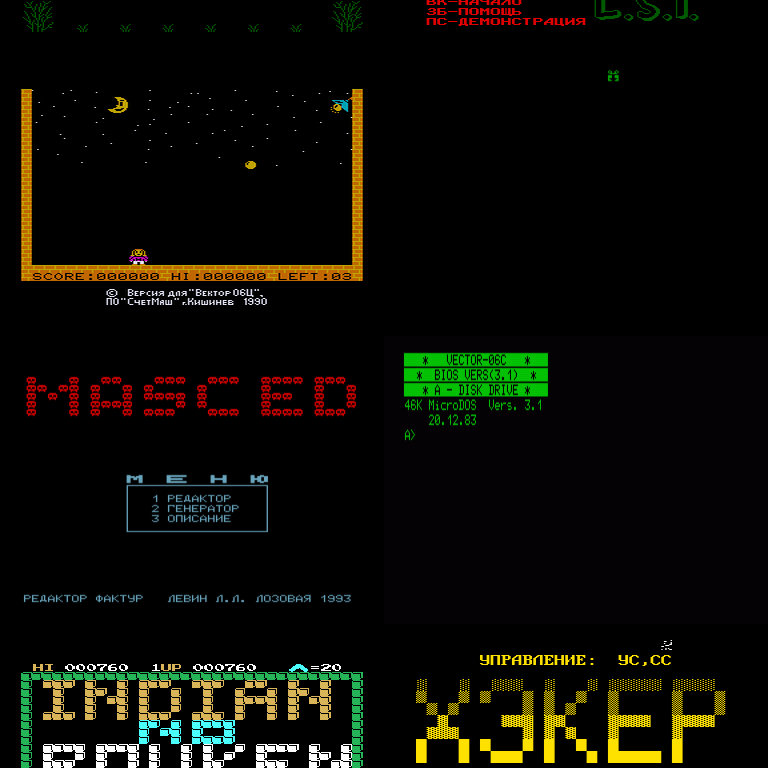 ВК-НАЧАЛО
ЗБ-ПОМОЩЬ
ПС-ДЕМОНСТРАЦИЯ
L.S.T.
SCORE:000000 HI:000000 LEFT:03
© Версия для"Вектор 06Ц",
ПО"СчетМаш" г.Кишинев 1990
MASCED
VECTOR-06C
* BIOS VERS(3.1) *
* A - DISK DRIVE *
46K MicroDOS Vers. 3.1
20.12.83
A>
МЕНЮ
1 РЕДАКТОР
2 ГЕНЕРАТОР
3 ОПИСАНИЕ
РЕДАКТОР ФАКТУР ЛЕВИН Л.Л. ЛОЗОВАЯ 1993
HI 000760 1UP 000760 =20
INDIAN
NB
УПРАВЛЕНИЕ: УС,СС
ХЭКЕР